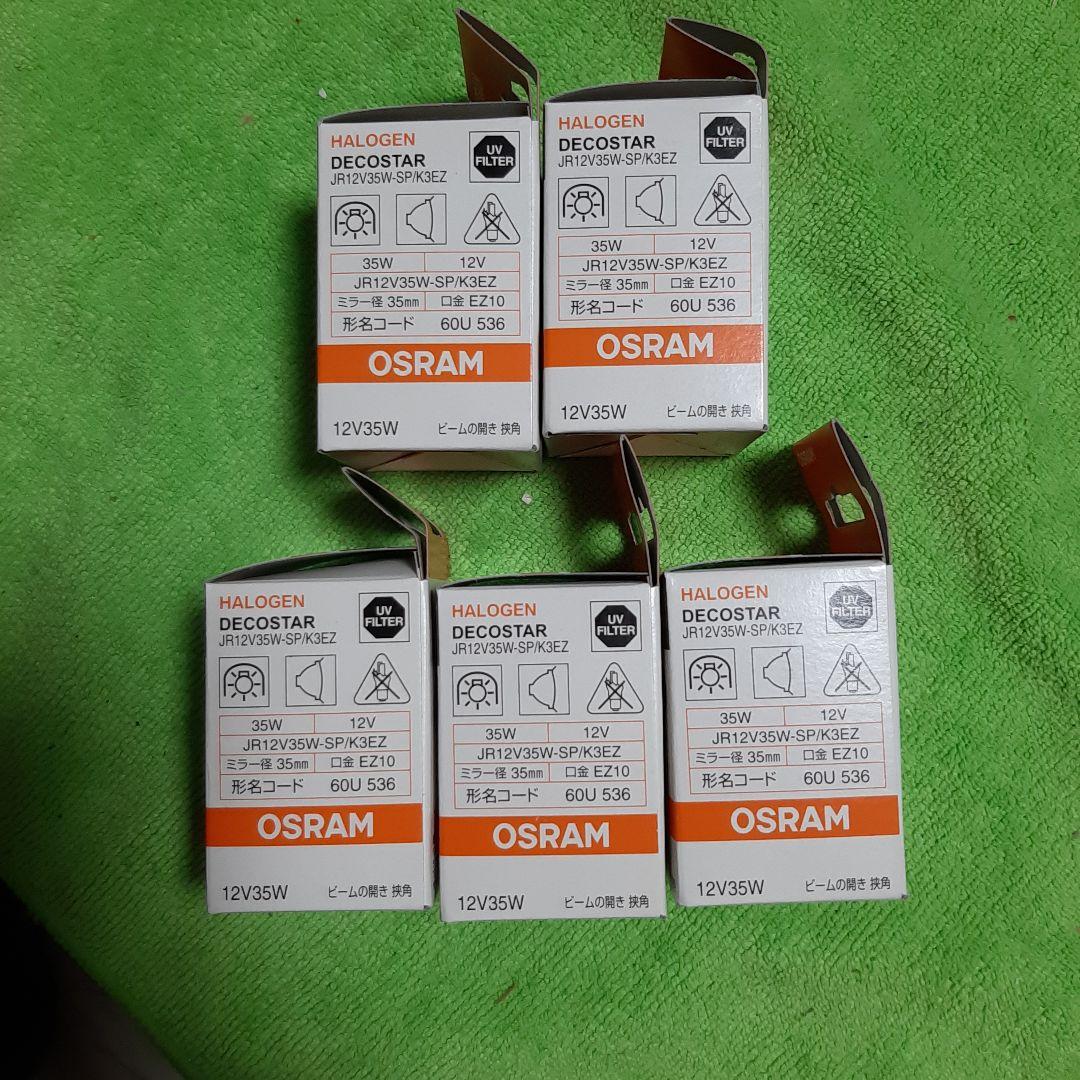 HALOGEN
DECOSTAR
JR12V35W-SP/K3EZ
UV
FILTER
35W 12V
JR12V35W-SP/K3EZ
ミラー径 35mm 口金 EZ10
形名コード 60U 536
OSRAM
12V35W ビームの開き 挟角
HALOGEN
DECOSTAR
JR12V35W-SP/K3EZ
UV
FILTER
35W 12V
JR12V35W-SP/K3EZ
ミラー径 35mm 口金 EZ10
形名コード 60U 536
OSRAM
12V35W ビームの開き 挟角
HALOGEN
DECOSTAR
JR12V35W-SP/K3EZ
UV
FILTER
35W 12V
JR12V35W-SP/K3EZ
ミラー径 35mm 口金 EZ10
形名コード 60U 536
OSRAM
12V35W ビームの開き 挟角
HALOGEN
DECOSTAR
JR12V35W-SP/K3EZ
UV
FILTER
35W 12V
JR12V35W-SP/K3EZ
ミラー径 35mm 口金 EZ10
形名コード 60U 536
OSRAM
12V35W ビームの開き 挟角
HALOGEN
DECOSTAR
JR12V35W-SP/K3EZ
UV
FILTER
35W 12V
JR12V35W-SP/K3EZ
ミラー径 35mm 口金 EZ10
形名コード 60U 536
OSRAM
12V35W ビームの開き 挟角